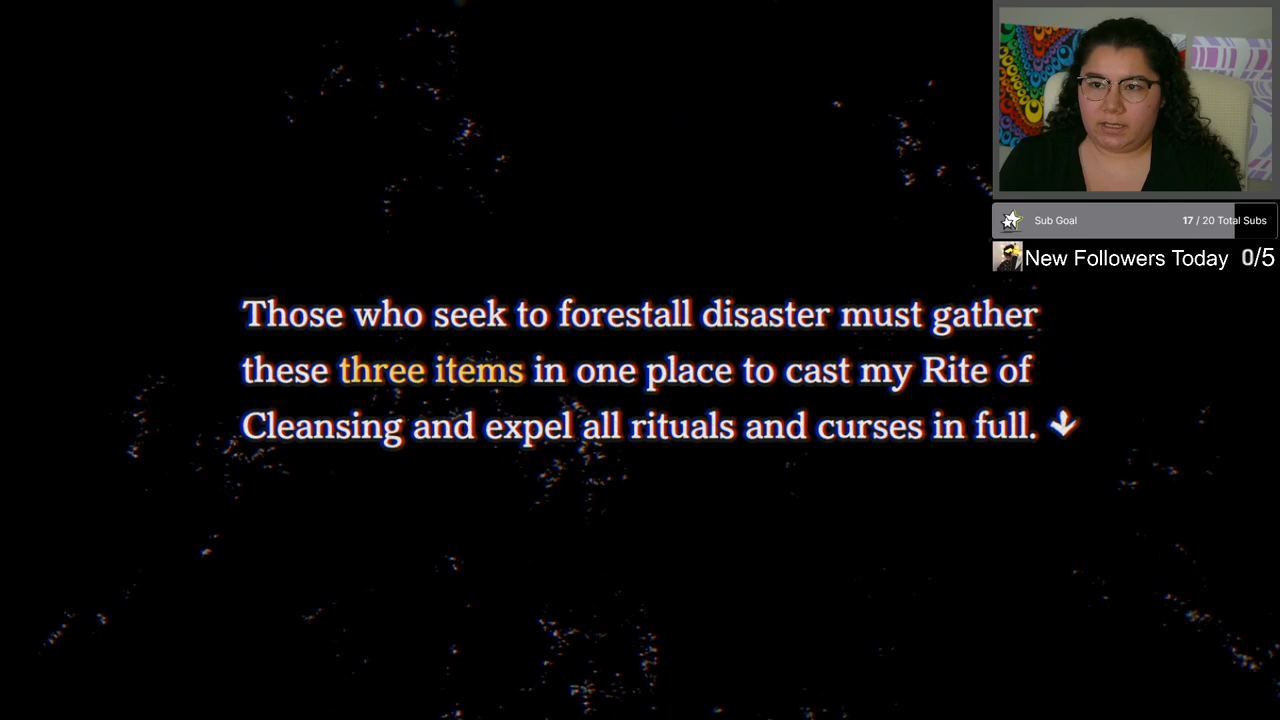 Sub Goal
17 / 20 Total Subs
New Followers Today 0/5
Those who seek to forestall disaster must gather
these three items in one place to cast my Rite of
Cleansing and expel all rituals and curses in full.